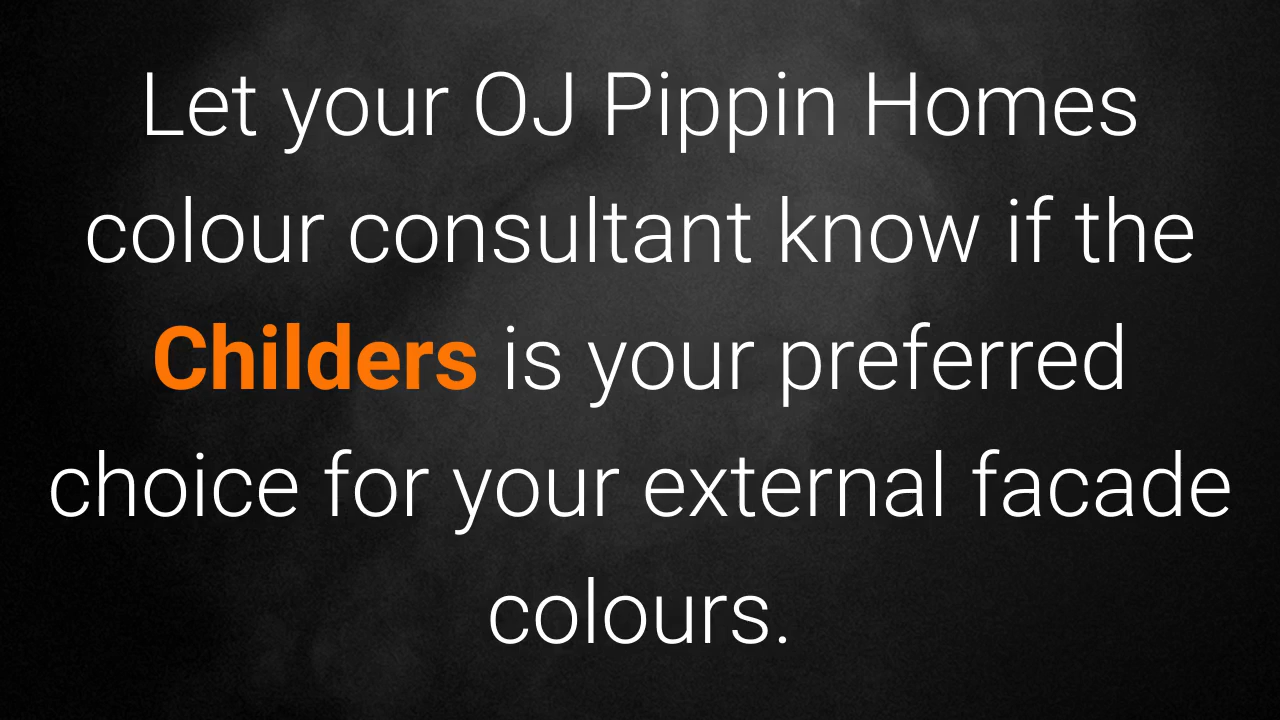 Let your OJ Pippin Homes
colour consultant know if the
Childers is your preferred
choice for your external facade
colours.